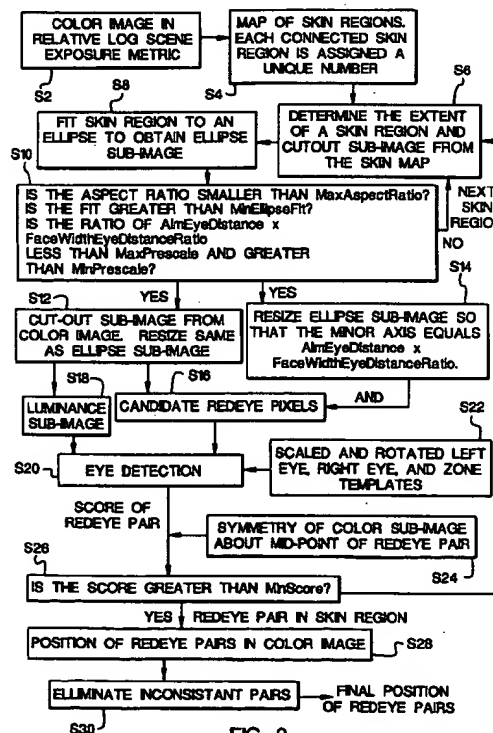 COLOR IMAGE IN
RELATIVE LOG SCENE
EXPOSURE METRIC
S2
MAP OF SKIN REGIONS.
EACH CONNECTED SKIN
REGION IS ASSIGNED A
UNIQUE NUMBER
S4
S6
DETERMINE THE EXTENT
OF A SKIN REGION AND
CUTOUT SUB-IMAGE FROM
THE SKIN MAP
S8
FIT SKIN REGION TO AN
ELLIPSE TO OBTAIN ELLIPSE
SUB-IMAGE
S10
IS THE ASPECT RATIO SMALLER THAN MaxAspectRatio?
IS THE FIT GREATER THAN MinEllipseFit?
IS THE RATIO OF AimEyeDistance x
FaceWidthEyeDistanceRatio
LESS THAN MaxPrescale AND GREATER
THAN MinPrescale?
NEXT
SKIN
REGION
NO
YES
YES
S12
CUT-OUT SUB-IMAGE FROM
COLOR IMAGE. RESIZE SAME
AS ELLIPSE SUB-IMAGE
S14
RESIZE ELLIPSE SUB-IMAGE SO
THAT THE MINOR AXIS EQUALS
AimEyeDistance x
FaceWidthEyeDistanceRatio.
S18
LUMINANCE
SUB-IMAGE
S16
CANDIDATE REDEYE PIXELS
AND
S20
EYE DETECTION
S22
SCALED AND ROTATED LEFT
EYE, RIGHT EYE, AND ZONE
TEMPLATES
SCORE OF
REDEYE PAIR
SYMMETRY OF COLOR SUB-IMAGE
ABOUT MID-POINT OF REDEYE PAIR
S24
S26
IS THE SCORE GREATER THAN MinScore?
YES
REDEYE PAIR IN SKIN REGION
POSITION OF REDEYE PAIRS IN COLOR IMAGE
S28
ELLIMINATE INCONSISTANT PAIRS
S30
FINAL POSITION
OF REDEYE PAIRS